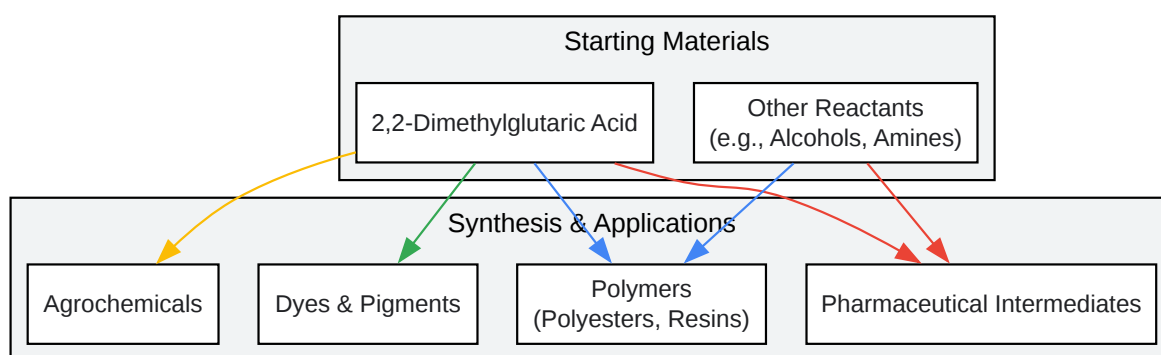 Starting Materials
2,2-Dimethylglutaric Acid
Other Reactants
(e.g., Alcohols, Amines)
Synthesis & Applications
Agrochemicals
Dyes & Pigments
Polymers
(Polyesters, Resins)
Pharmaceutical Intermediates